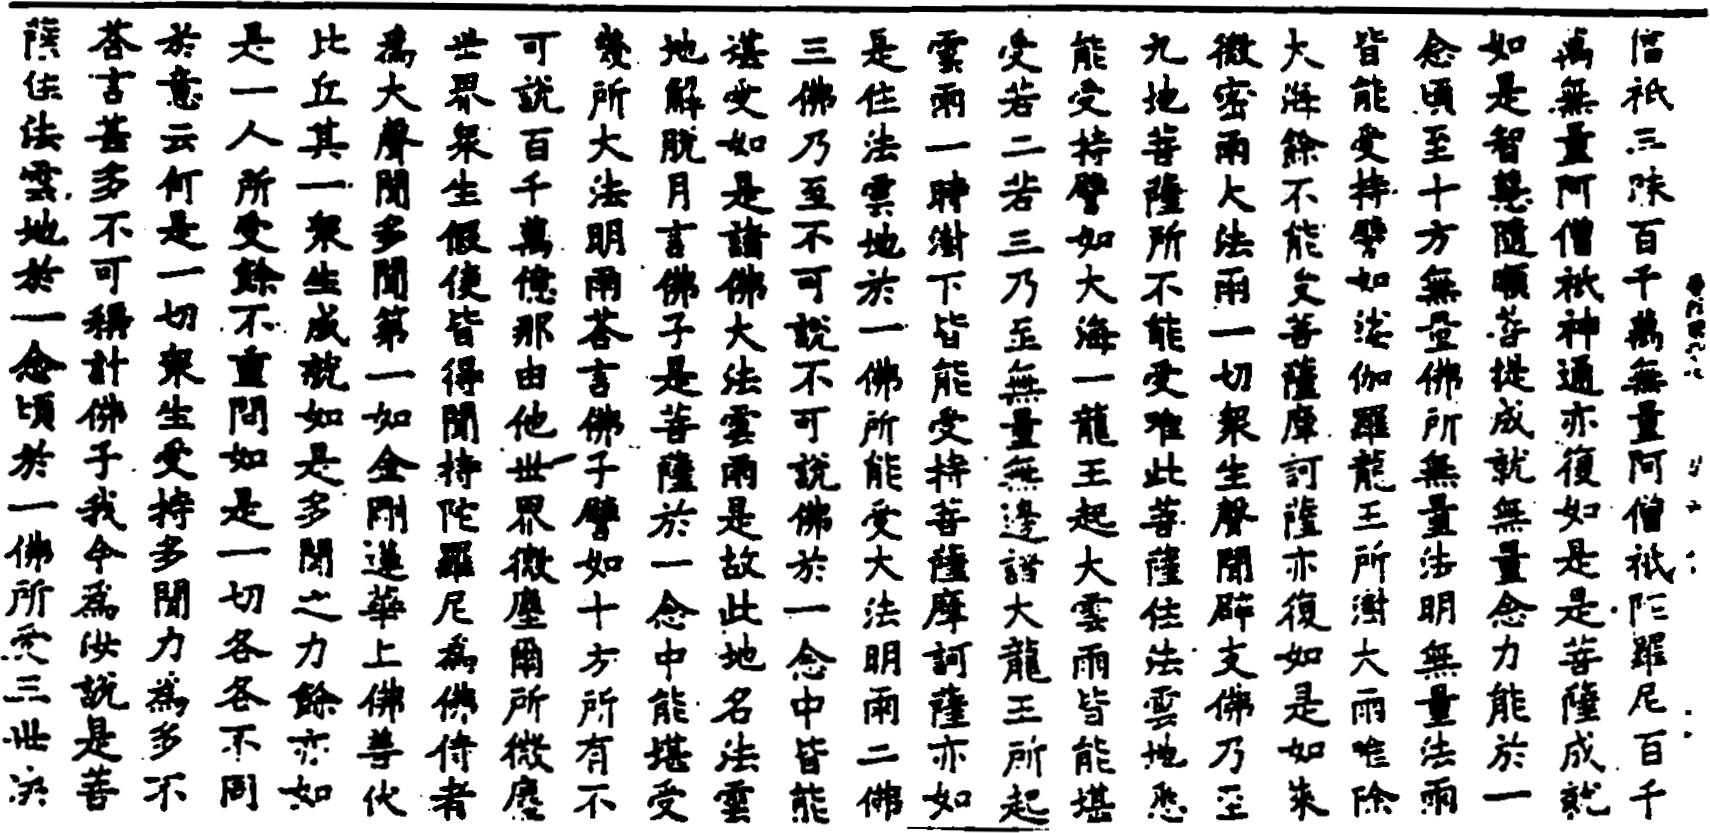 僧祇三昧百千萬無量阿僧祇陀羅尼百千
萬無量阿僧祇神通亦復如是是菩薩成就
如是智慧隨順菩提成就無量念力能於一
念頃至十方無量佛所無量法明無量法雨
皆能受持譬如娑伽羅龍王所澍大雨唯除
大海餘不能受菩薩摩訶薩亦復如是如來
微密雨大法雨一切衆生聲聞辟支佛乃至
九地菩薩所不能受唯此菩薩住法雲地悉
能受持譬如大海一龍王起大雲雨皆能堪
受若二若三乃至無量無邊諸大龍王所起
雲雨一時澍下皆能受持菩薩摩訶薩亦如
是住法雲地於一佛所能受大法明雨二佛
三佛乃至不可說不可說佛於一念中皆能
堪受如是諸佛大法雲雨是故此地名法雲
地解脫月言佛子是菩薩於一念中能堪受
幾所大法明雨荅言佛子譬如十方所有不
可說百千萬億那由他世界微塵爾所微塵
世界衆生假使皆得聞持陀羅尼爲佛侍者
爲大聲聞多聞第一如金剛蓮華上佛善伏
比丘其一衆生成就如是多聞之力餘亦如
是一人所受餘不重問如是一切各各不同
於意云何是一切衆生受持多聞力爲多不
荅言甚多不可稱計佛子我今爲汝說是菩
薩住法雲地於一念頃於一佛所受三世法